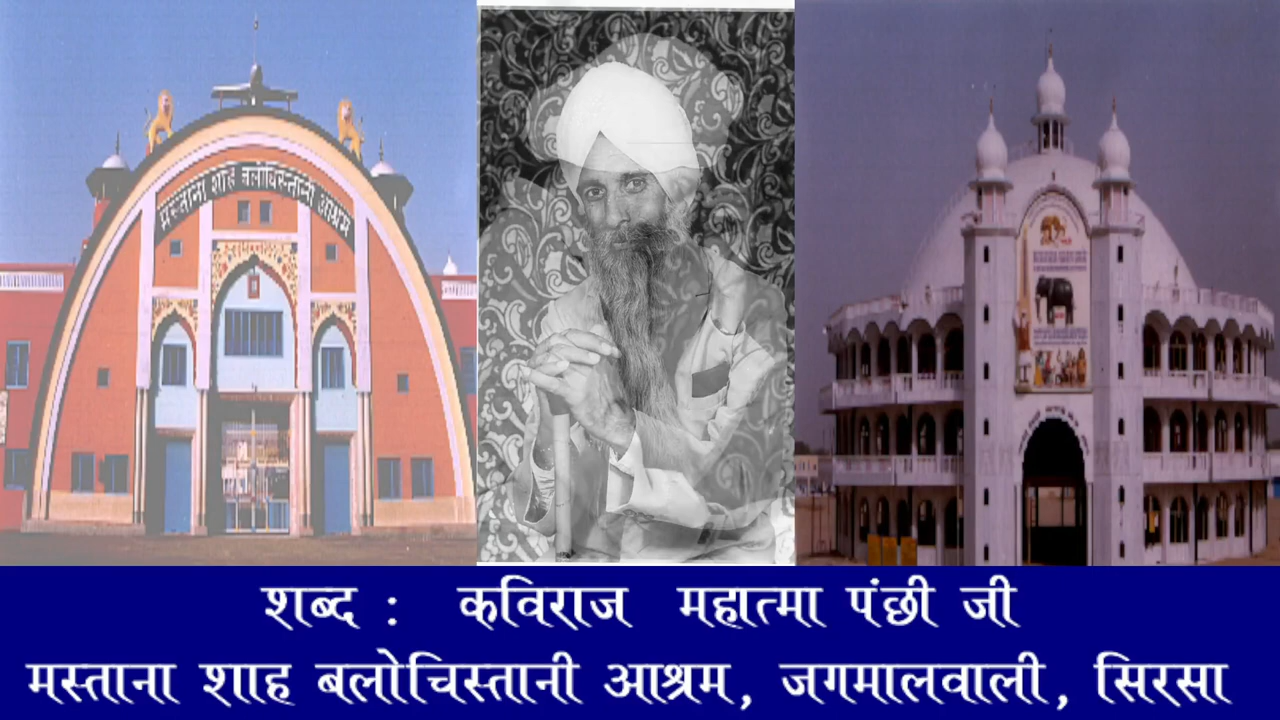 मस्ताना शाह बलोचिस्तानी आश्रम
शब्द : कविराज महात्मा पंछी जी
मस्ताना शाह बलोचिस्तानी आश्रम, जगमालवाली, सिरसा